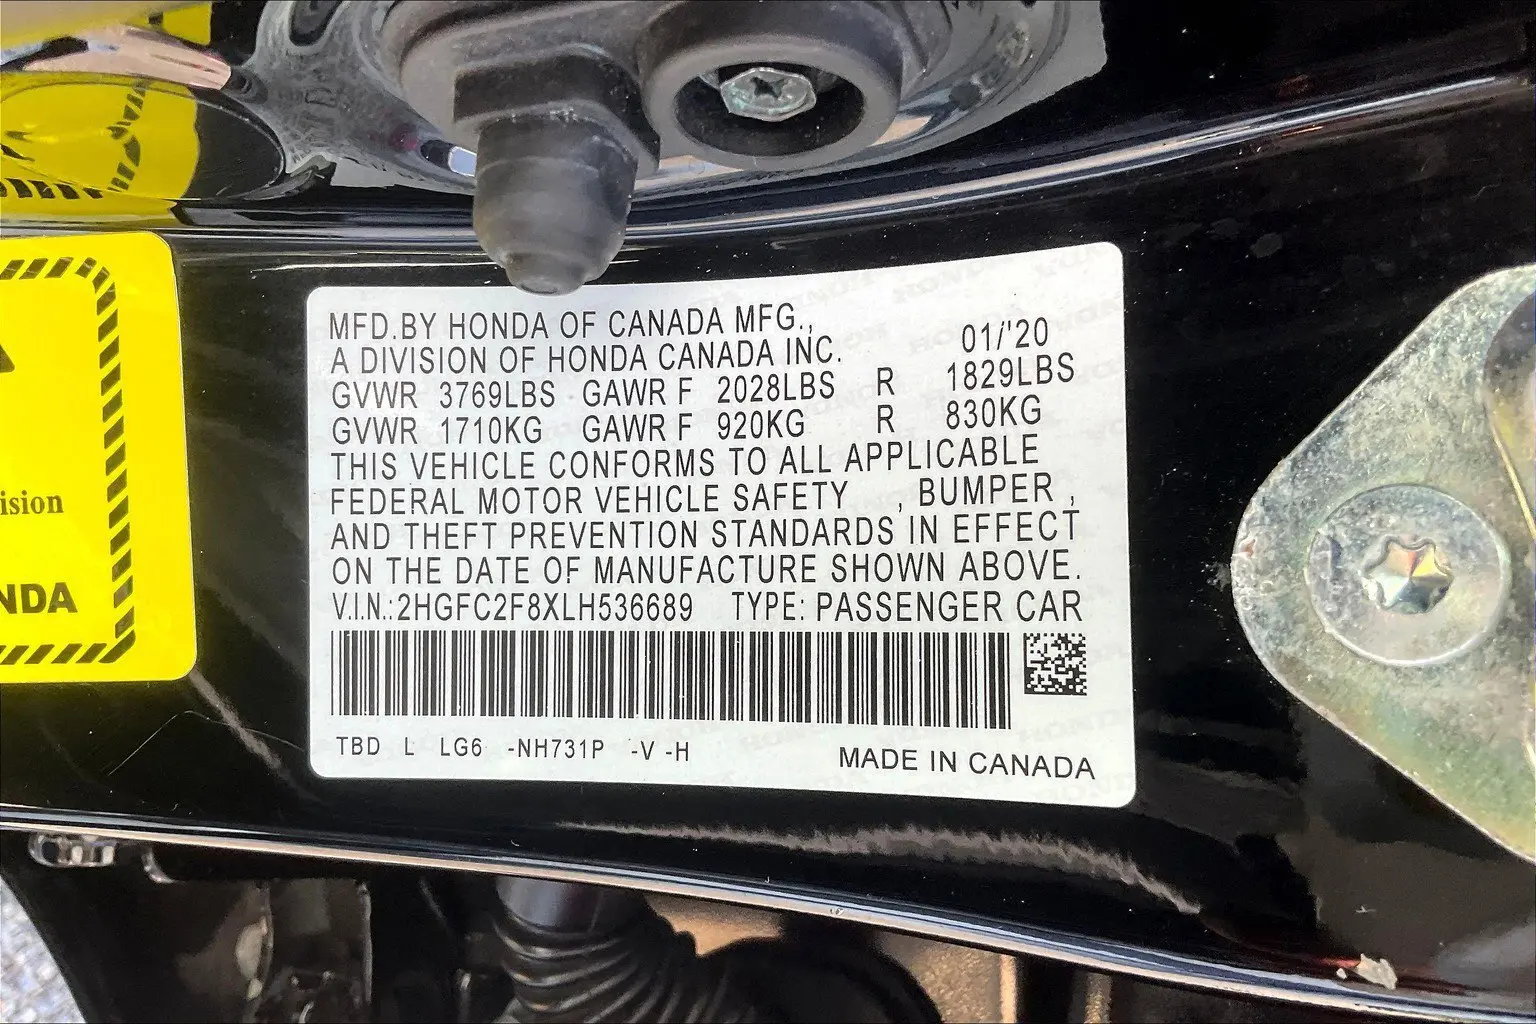 MFD.BY HONDA OF CANADA MFG.,
A DIVISION OF HONDA CANADA INC. 01/'20
GVWR 3769LBS GAWR F 2028LBS R 1829LBS
GVWR 1710KG GAWR F 920KG R 830KG
THIS VEHICLE CONFORMS TO ALL APPLICABLE
FEDERAL MOTOR VEHICLE SAFETY , BUMPER ,
AND THEFT PREVENTION STANDARDS IN EFFECT
ON THE DATE OF MANUFACTURE SHOWN ABOVE.
V.I.N.:2HGFC2F8XLH536689 TYPE: PASSENGER CAR
TBD L LG6 -NH731P -V -H
MADE IN CANADA
ision
NDA